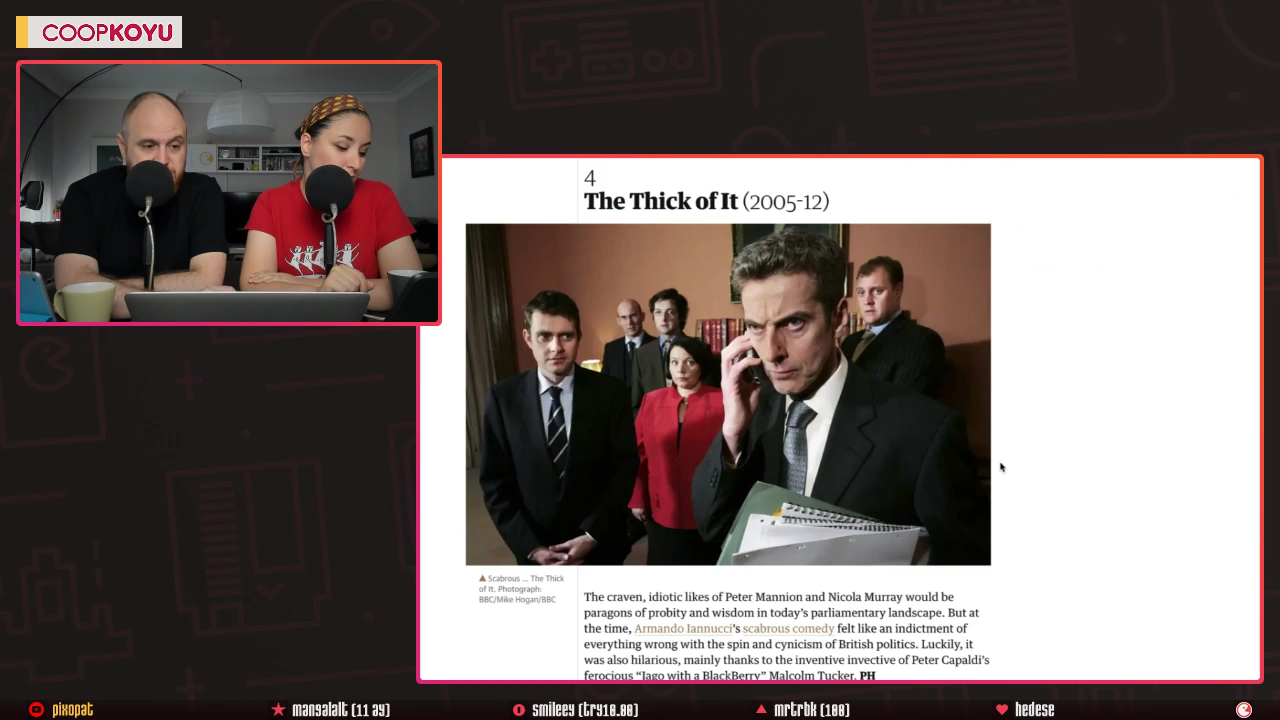 COOPKOYU
4
The Thick of It (2005-12)
▲ Scabrous ... The Thick
of It. Photograph:
BBC/Mike Hogan/BBC
The craven, idiotic likes of Peter Mannion and Nicola Murray would be
paragons of probity and wisdom in today's parliamentary landscape. But at
the time, Armando Iannucci's scabrous comedy felt like an indictment of
everything wrong with the spin and cynicism of British politics. Luckily, it
was also hilarious, mainly thanks to the inventive invective of Peter Capaldi's
ferocious “Iago with a BlackBerry” Malcolm Tucker. PH
pixopat
mangalalt (11 ay)
smileey (try10.00)
mrtrbk (100)
hedese